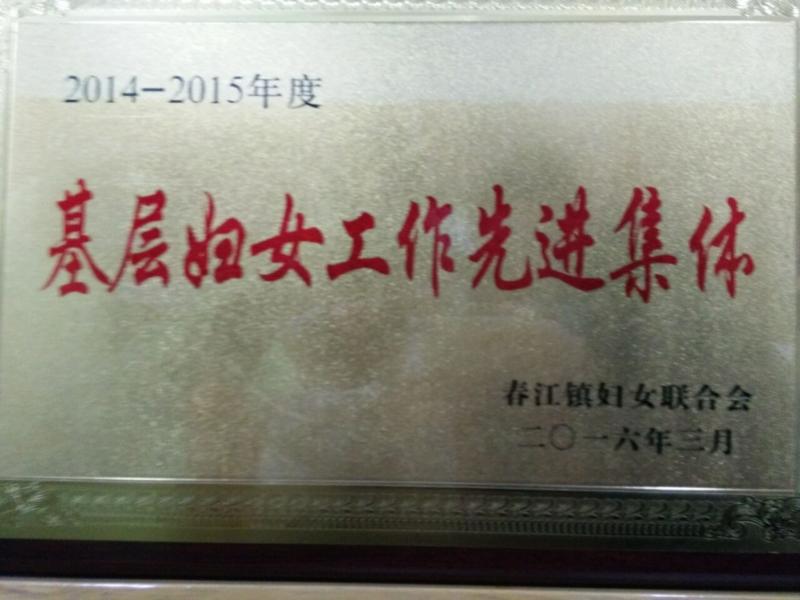 2014-2015年度
基层妇女工作先进集体
春江镇妇女联合会
二〇一六年三月